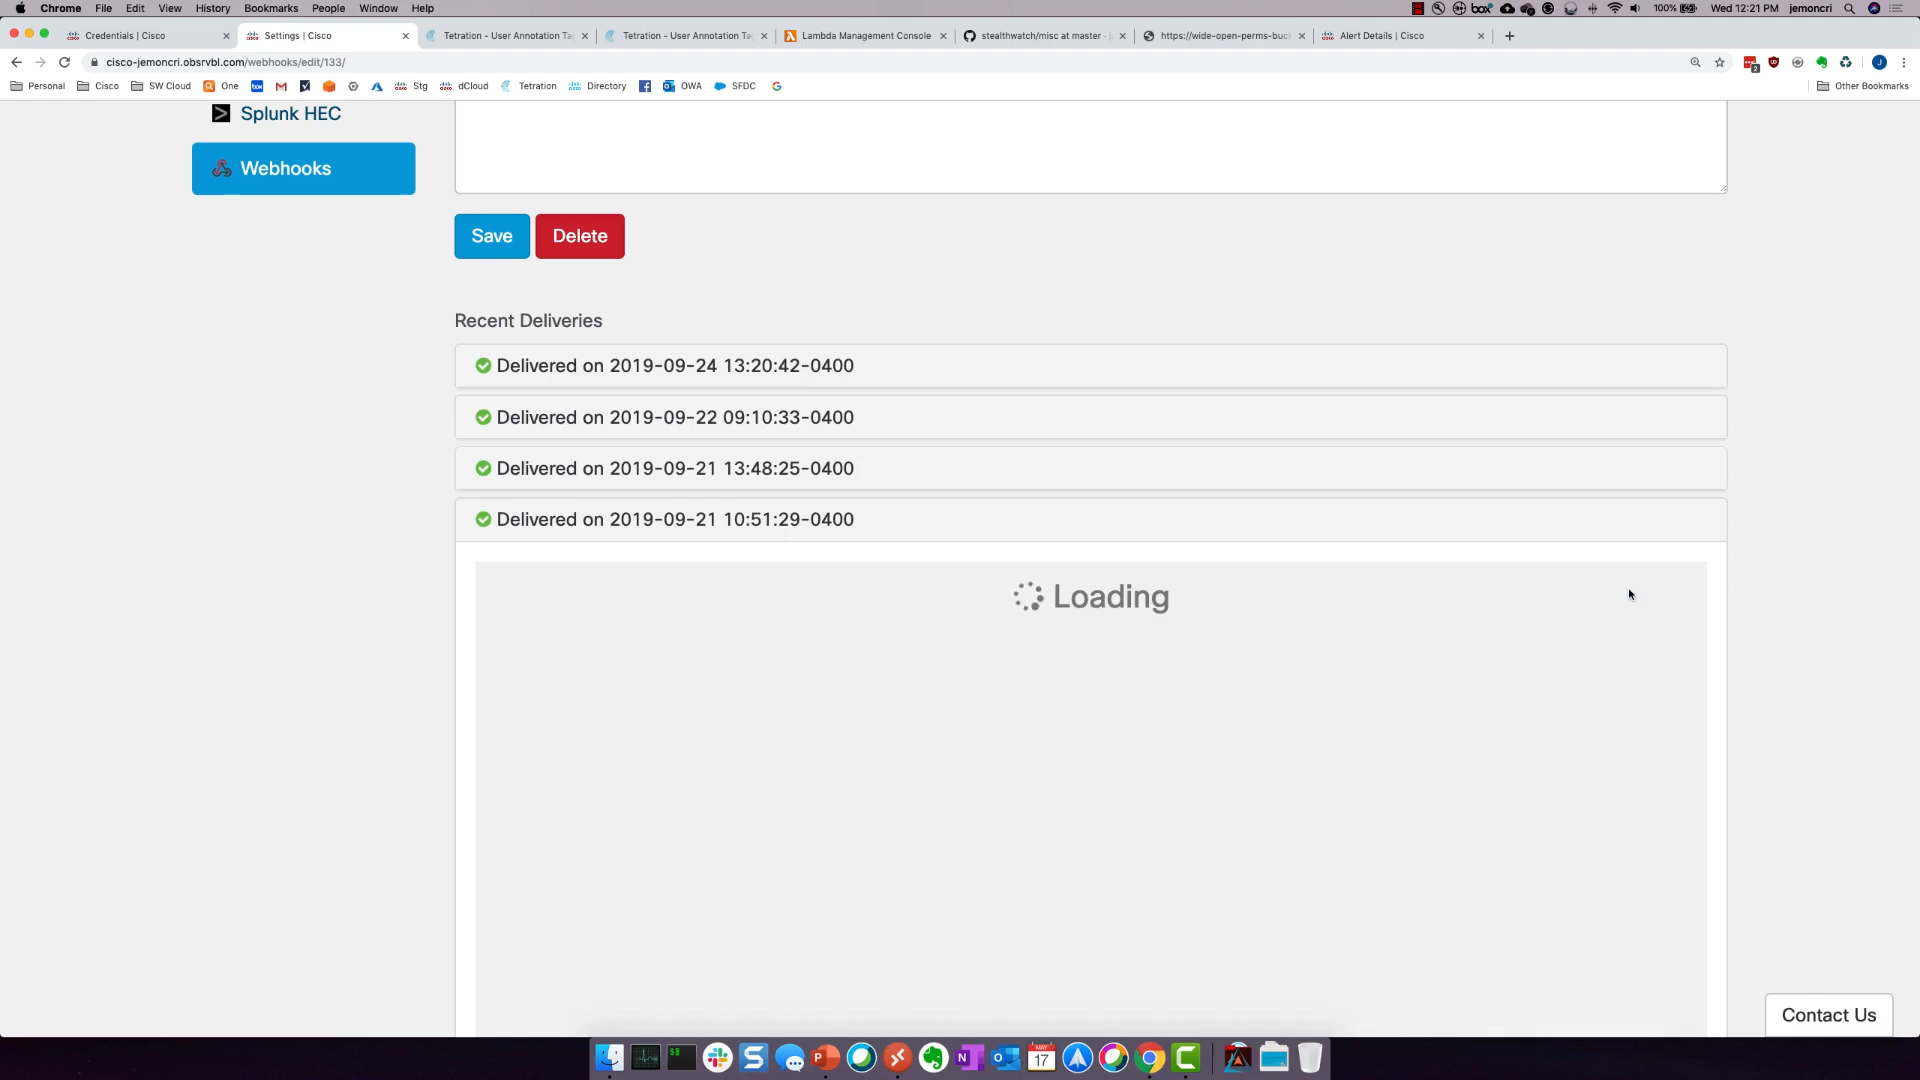 Chrome File Edit View History Bookmarks People Window Help box 100% Wed 12:21 PM jemoncri
Credentials | Cisco Settings | Cisco Tetration - User Annotation Ta Tetration - User Annotation Ta Lambda Management Console stealthwatch/misc at master · https://wide-open-perms-buc Alert Details | Cisco
cisco-jemoncri.obsrvbl.com/webhooks/edit/133/
Personal Cisco SW Cloud One Stg dCloud Tetration Directory OWA SFDC Other Bookmarks
Splunk HEC
Webhooks
Save Delete
Recent Deliveries
Delivered on 2019-09-24 13:20:42-0400
Delivered on 2019-09-22 09:10:33-0400
Delivered on 2019-09-21 13:48:25-0400
Delivered on 2019-09-21 10:51:29-0400
Loading
Contact Us
MAY
17